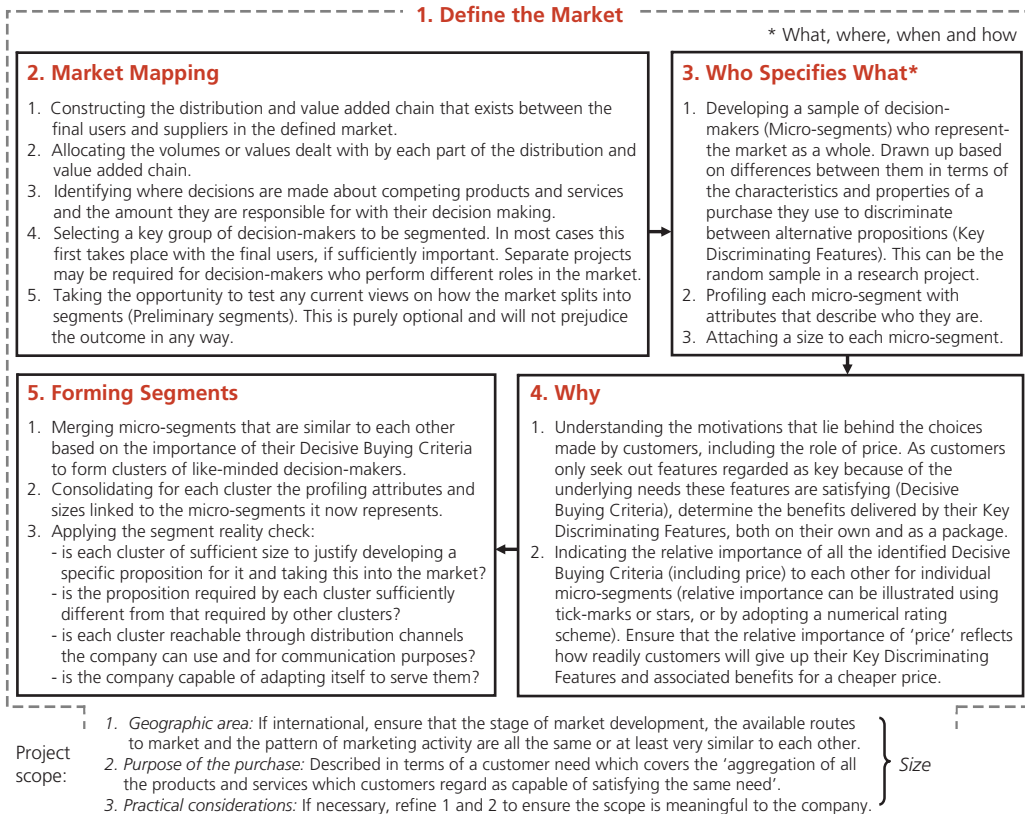 1. Define the Market
* What, where, when and how
2. Market Mapping
1. Constructing the distribution and value added chain that exists between the
final users and suppliers in the defined market.
2. Allocating the volumes or values dealt with by each part of the distribution and
value added chain.
3. Identifying where decisions are made about competing products and services
and the amount they are responsible for with their decision making.
4. Selecting a key group of decision-makers to be segmented. In most cases this
first takes place with the final users, if sufficiently important. Separate projects
may be required for decision-makers who perform different roles in the market.
5. Taking the opportunity to test any current views on how the market splits into
segments (Preliminary segments). This is purely optional and will not prejudice
the outcome in any way.
3. Who Specifies What*
1. Developing a sample of decision-
makers (Micro-segments) who represent-
the market as a whole. Drawn up based
on differences between them in terms of
the characteristics and properties of a
purchase they use to discriminate
between alternative propositions (Key
Discriminating Features). This can be the
random sample in a research project.
2. Profiling each micro-segment with
attributes that describe who they are.
3. Attaching a size to each micro-segment.
5. Forming Segments
1. Merging micro-segments that are similar to each other
based on the importance of their Decisive Buying Criteria
to form clusters of like-minded decision-makers.
2. Consolidating for each cluster the profiling attributes and
sizes linked to the micro-segments it now represents.
3. Applying the segment reality check:
- is each cluster of sufficient size to justify developing a
specific proposition for it and taking this into the market?
- is the proposition required by each cluster sufficiently
different from that required by other clusters?
- is each cluster reachable through distribution channels
the company can use and for communication purposes?
- is the company capable of adapting itself to serve them?
4. Why
1. Understanding the motivations that lie behind the choices
made by customers, including the role of price. As customers
only seek out features regarded as key because of the
underlying needs these features are satisfying (Decisive
Buying Criteria), determine the benefits delivered by their Key
Discriminating Features, both on their own and as a package.
2. Indicating the relative importance of all the identified Decisive
Buying Criteria (including price) to each other for individual
micro-segments (relative importance can be illustrated using
tick-marks or stars, or by adopting a numerical rating
scheme). Ensure that the relative importance of 'price' reflects
how readily customers will give up their Key Discriminating
Features and associated benefits for a cheaper price.
Project
scope:
1. Geographic area: If international, ensure that the stage of market development, the available routes
to market and the pattern of marketing activity are all the same or at least very similar to each other.
2. Purpose of the purchase: Described in terms of a customer need which covers the 'aggregation of all
the products and services which customers regard as capable of satisfying the same need'.
3. Practical considerations: If necessary, refine 1 and 2 to ensure the scope is meaningful to the company.
Size